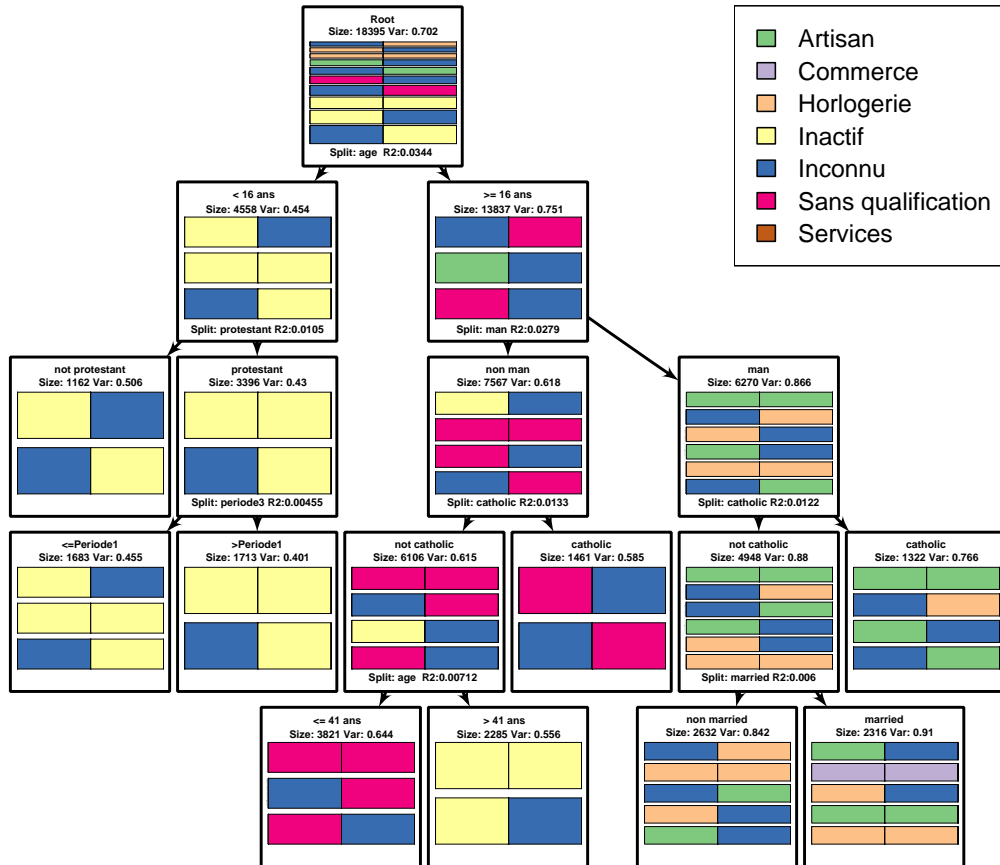 Root
Size: 18395 Var: 0.702
Split: age R2:0.0344
Artisan
Commerce
Horlogerie
Inactif
Inconnu
Sans qualification
Services
< 16 ans
Size: 4558 Var: 0.454
Split: protestant R2:0.0105
>= 16 ans
Size: 13837 Var: 0.751
Split: man R2:0.0279
not protestant
Size: 1162 Var: 0.506
protestant
Size: 3396 Var: 0.43
Split: periode3 R2:0.00455
non man
Size: 7567 Var: 0.618
Split: catholic R2:0.0133
man
Size: 6270 Var: 0.866
Split: catholic R2:0.0122
<=Periode1
Size: 1683 Var: 0.455
>Periode1
Size: 1713 Var: 0.401
not catholic
Size: 6106 Var: 0.615
Split: age R2:0.00712
catholic
Size: 1461 Var: 0.585
not catholic
Size: 4948 Var: 0.88
Split: married R2:0.006
catholic
Size: 1322 Var: 0.766
<= 41 ans
Size: 3821 Var: 0.644
> 41 ans
Size: 2285 Var: 0.556
non married
Size: 2632 Var: 0.842
married
Size: 2316 Var: 0.91